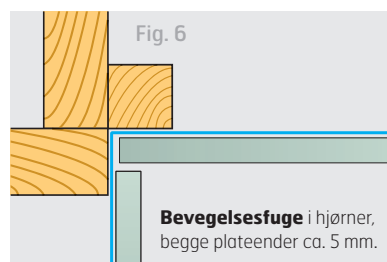 Fig. 6
Bevegelsesfuge i hjørner,
begge plateender ca. 5 mm.